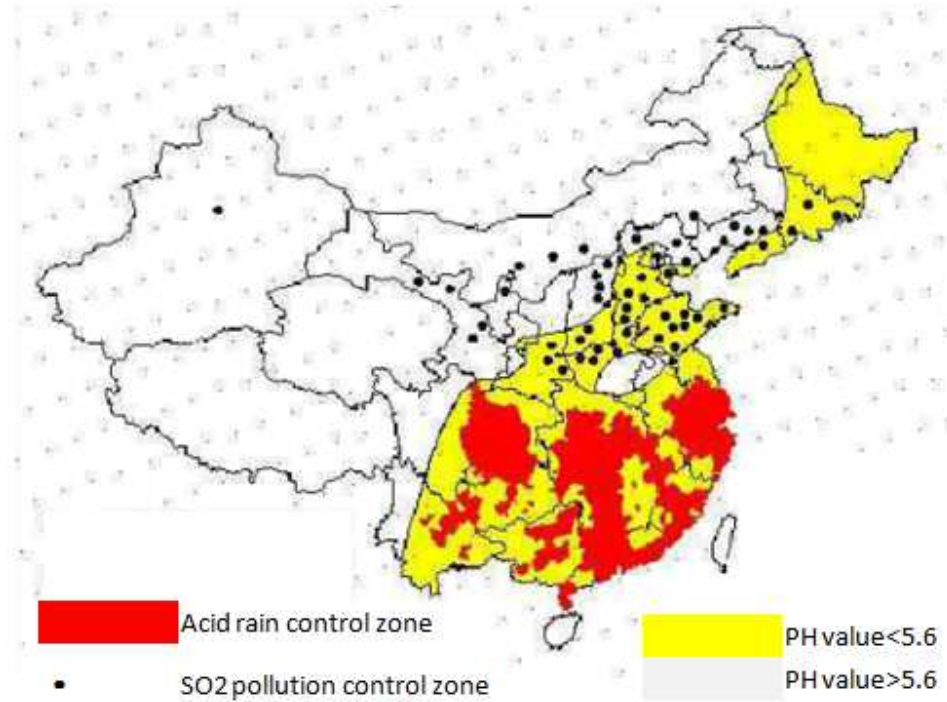 Acid rain control zone
PH value<5.6
SO2 pollution control zone
PH value>5.6